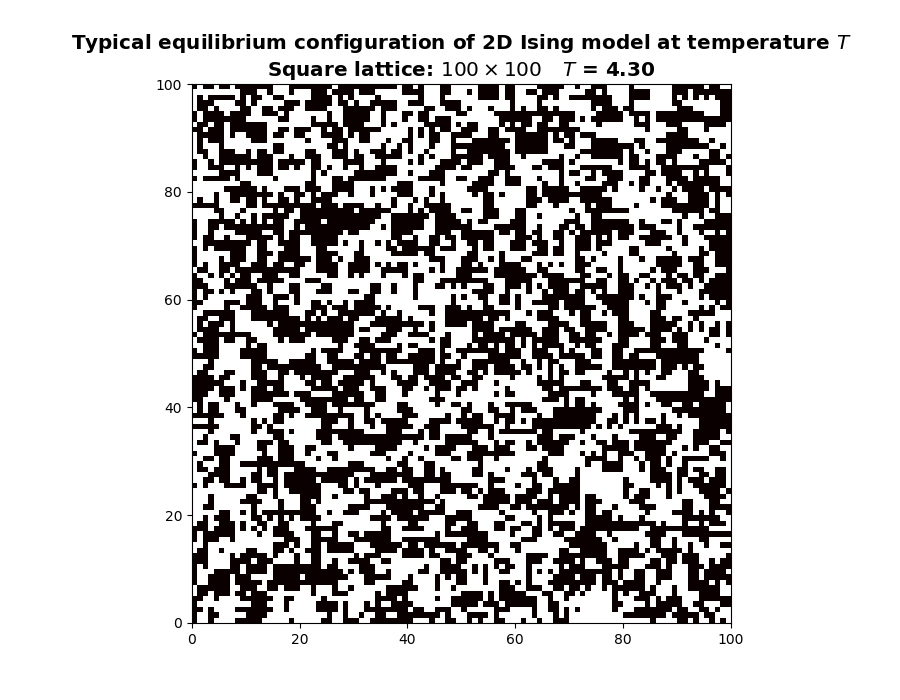 Typical equilibrium configuration of 2D Ising model at temperature T
Square lattice: 100 × 100 T = 4.30
100
80
60
40
20
0
0 20 40 60 80 100